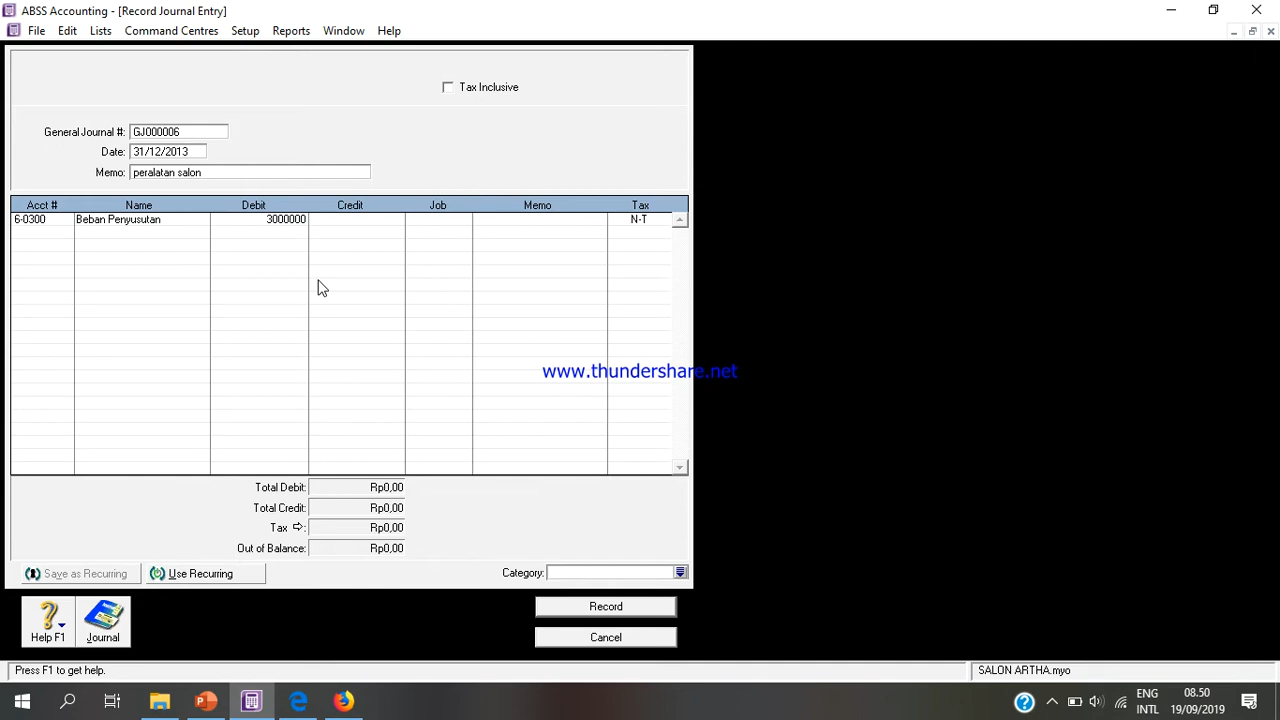 ABSS Accounting - [Record Journal Entry]
File Edit Lists Command Centres Setup Reports Window Help
Tax Inclusive
General Journal #: GJ000006
Date: 31/12/2013
Memo: peralatan salon
Acct # Name Debit Credit Job Memo Tax
6-0300 Beban Penyusutan 3000000 N-T
www.thundershare.net
Total Debit: Rp0,00
Total Credit: Rp0,00
Tax ⇨: Rp0,00
Out of Balance: Rp0,00
Save as Recurring Use Recurring Category:
Record
Help F1 Journal
Cancel
Press F1 to get help. SALON ARTHA.myo
ENG 08.50
INTL 19/09/2019